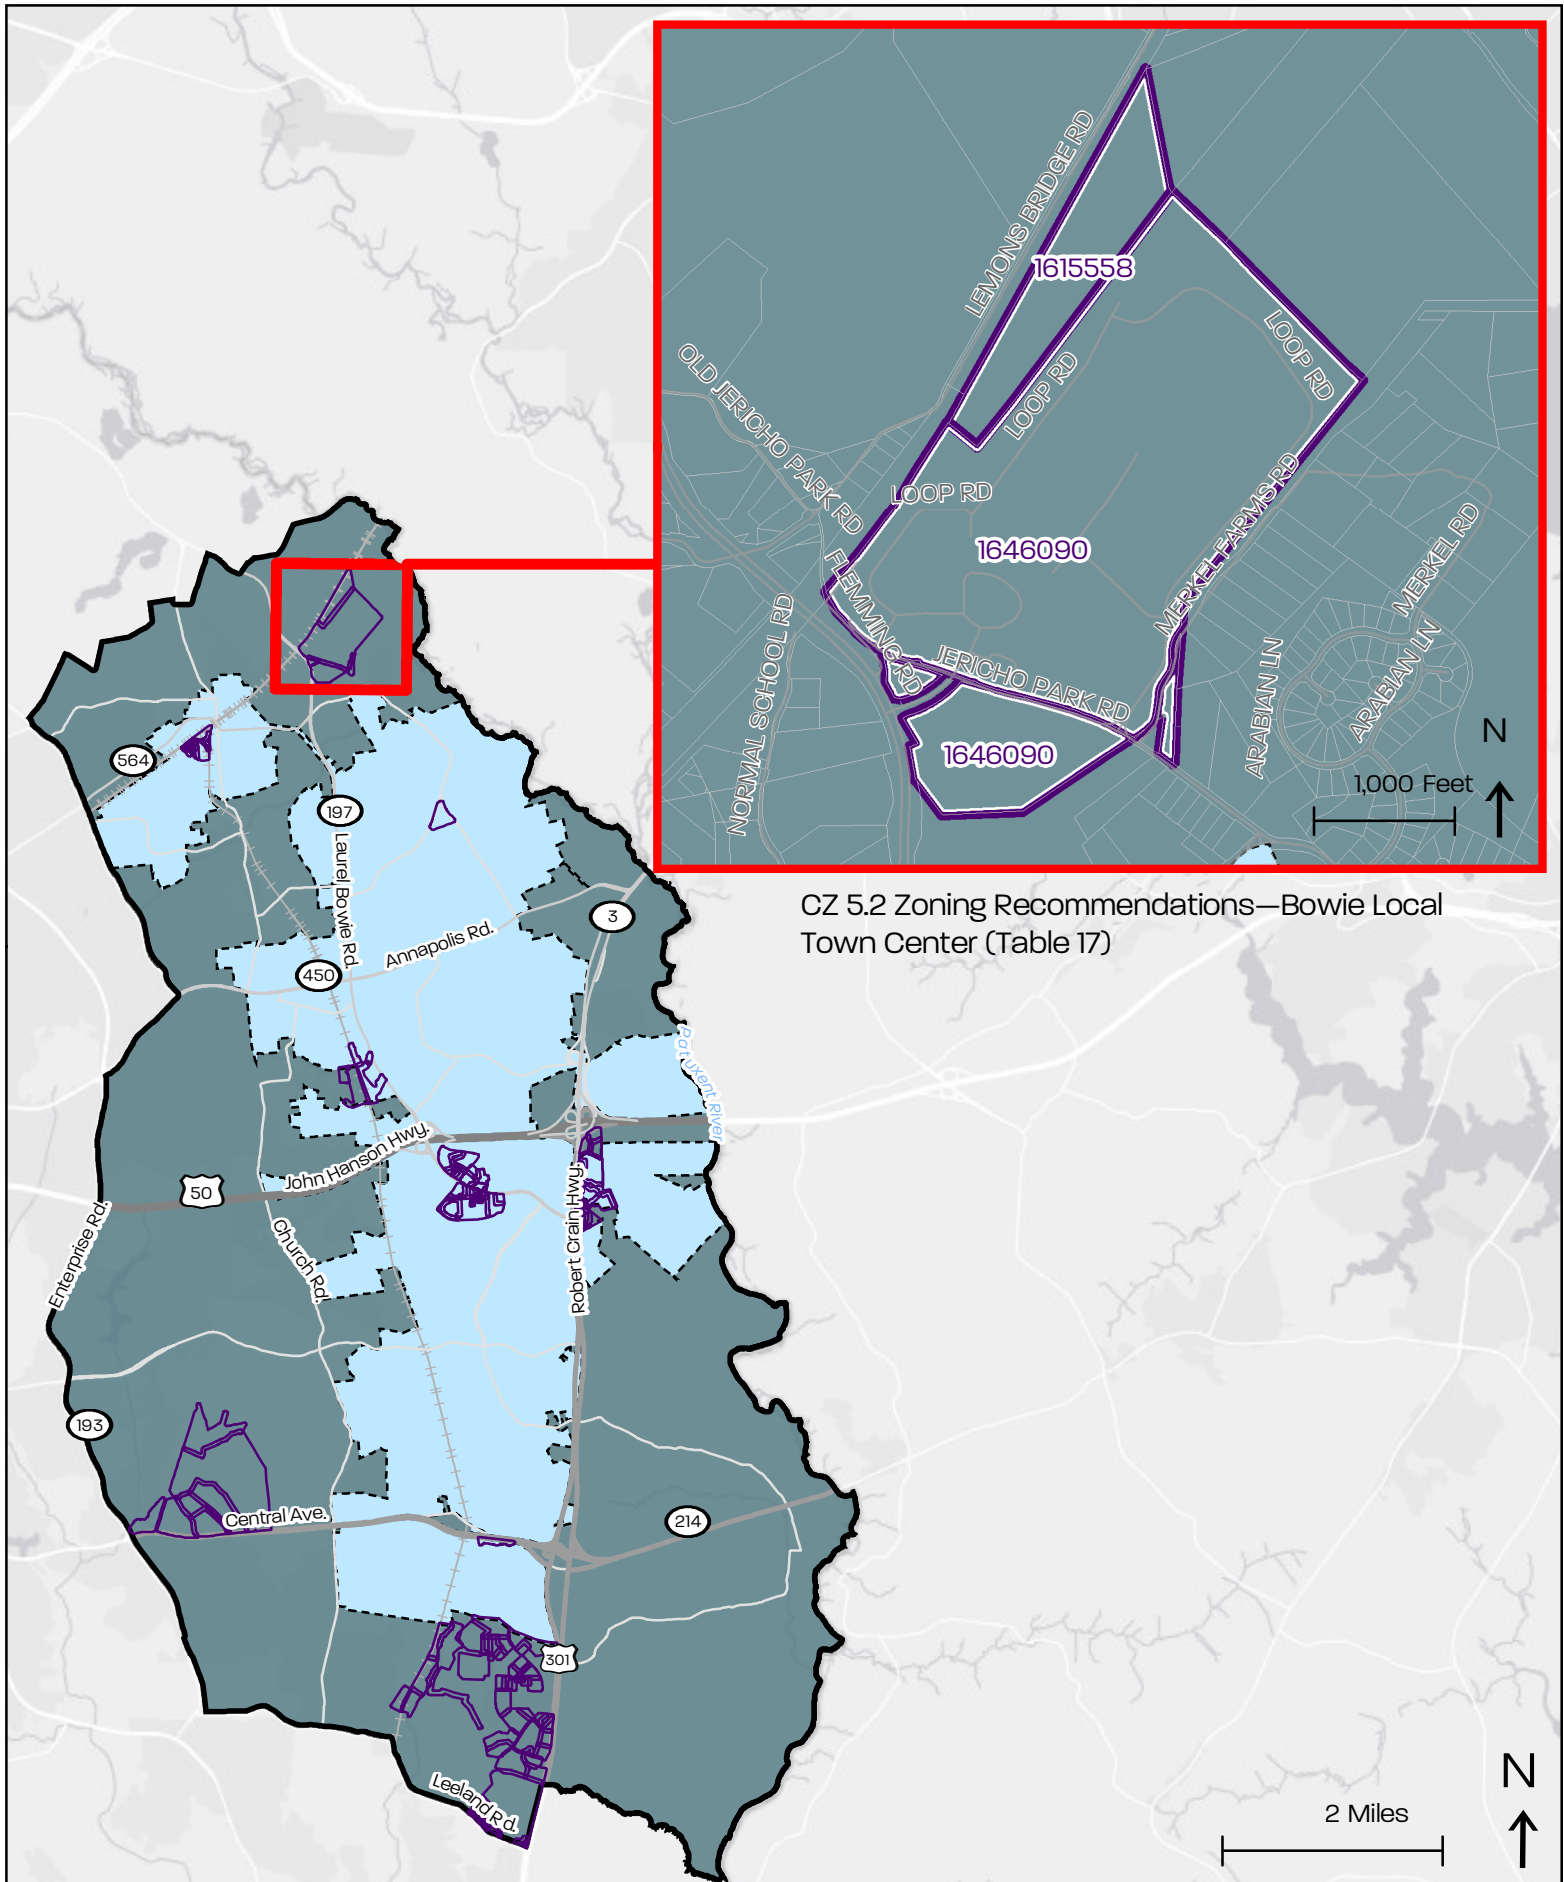 LEMONS BRIDGE RD
1615558
LOOP RD
OLD JERICHO PARK RD
LOOP RD
LOOP RD
1646090
MERKEL FARMS RD
MERKEL RD
FLEMMING RD
NORMAL SCHOOL RD
JERICHO PARK RD
ARABIAN LN
ARABIAN LN
1646090
N
1,000 Feet
CZ 5.2 Zoning Recommendations—Bowie Local
Town Center (Table 17)
564
197
Laurel Bowie Rd.
3
Annapolis Rd.
450
Patuxent River
John Hanson Hwy.
50
Enterprise Rd.
Church Rd.
Robert Crain Hwy.
193
Central Ave.
214
301
Leeland Rd.
N
2 Miles